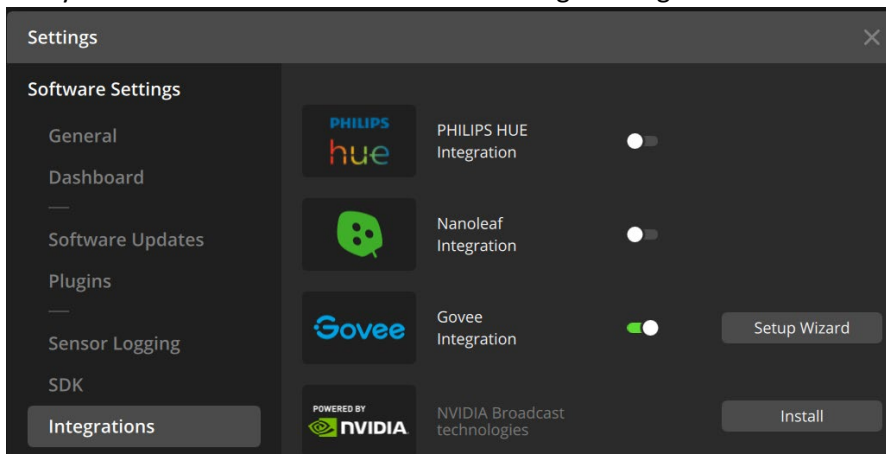 Settings
Software Settings
General
Dashboard
Software Updates
Plugins
Sensor Logging
SDK
Integrations
PHILIPS
hue
PHILIPS HUE
Integration
Nanoleaf
Integration
Govee
Govee
Integration
Setup Wizard
POWERED BY
NVIDIA
NVIDIA Broadcast
technologies
Install